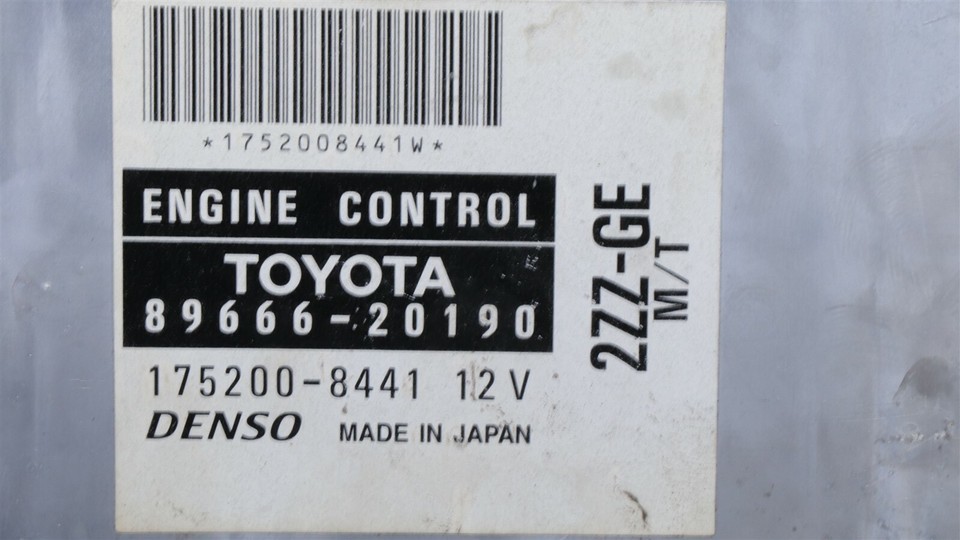 *1752008441W*
ENGINE CONTROL
TOYOTA
89666-20190
175200-8441 12V
DENSO MADE IN JAPAN
2ZZ-GE
M/T